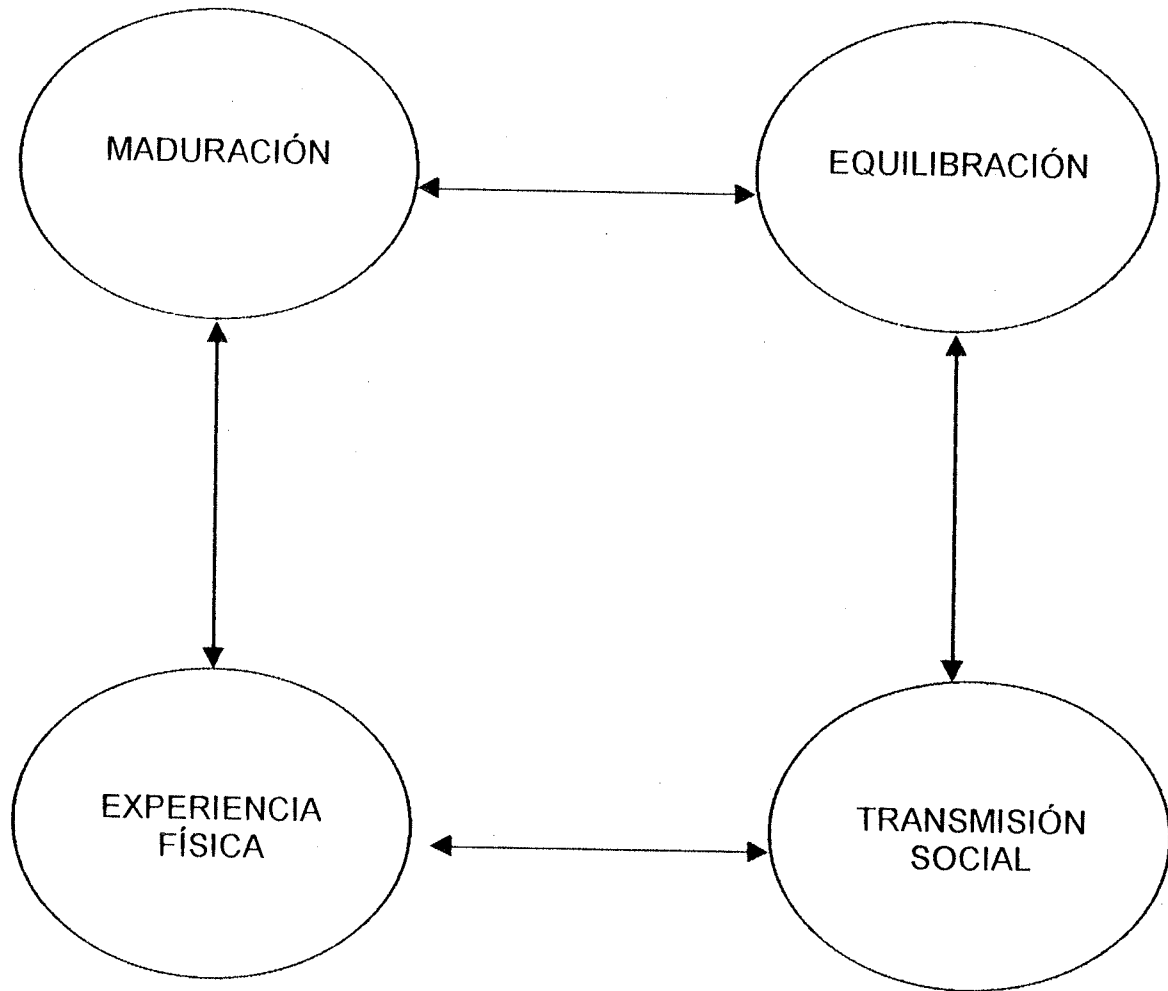 MADURACIÓN
EQUILIBRACIÓN
EXPERIENCIA
FÍSICA
TRANSMISIÓN
SOCIAL